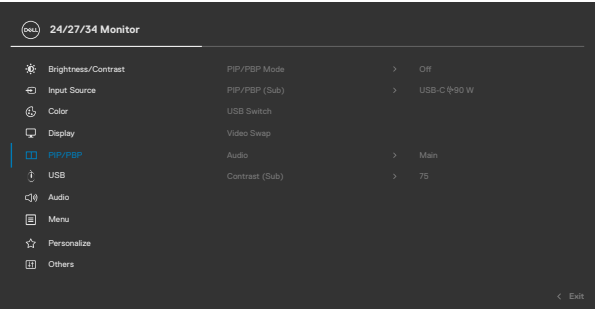 DELL 24/27/34 Monitor
Brightness/Contrast PIP/PBP Mode > Off
Input Source PIP/PBP (Sub) > USB-C 90 W
Color USB Switch
Display Video Swap
PIP/PBP Audio > Main
USB Contrast (Sub) > 75
Audio
Menu
Personalize
Others
< Exit